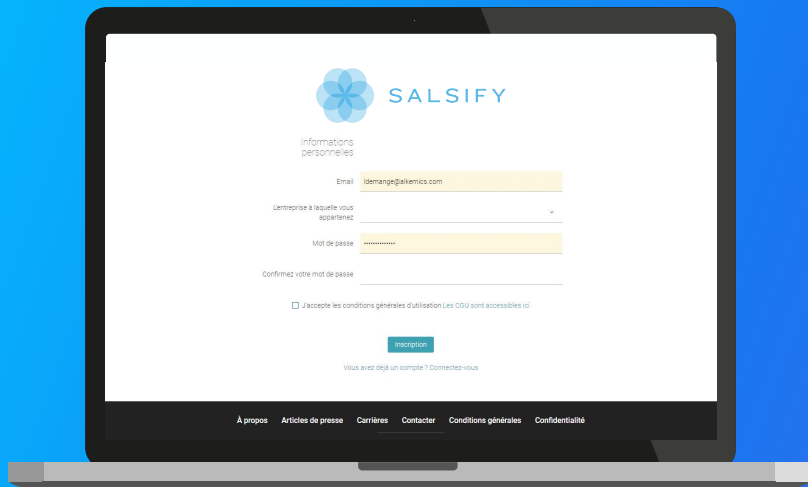 SALSIFY
Informations
personnelles
Email
ldemange@alkemics.com
L'entreprise à laquelle vous
appartenez
Mot de passe
Confirmez votre mot de passe
J'accepte les conditions générales d'utilisation Les CGU sont accessibles ici
Inscription
Vous avez déjà un compte ? Connectez-vous
À propos Articles de presse Carrières Contacter Conditions générales Confidentialité